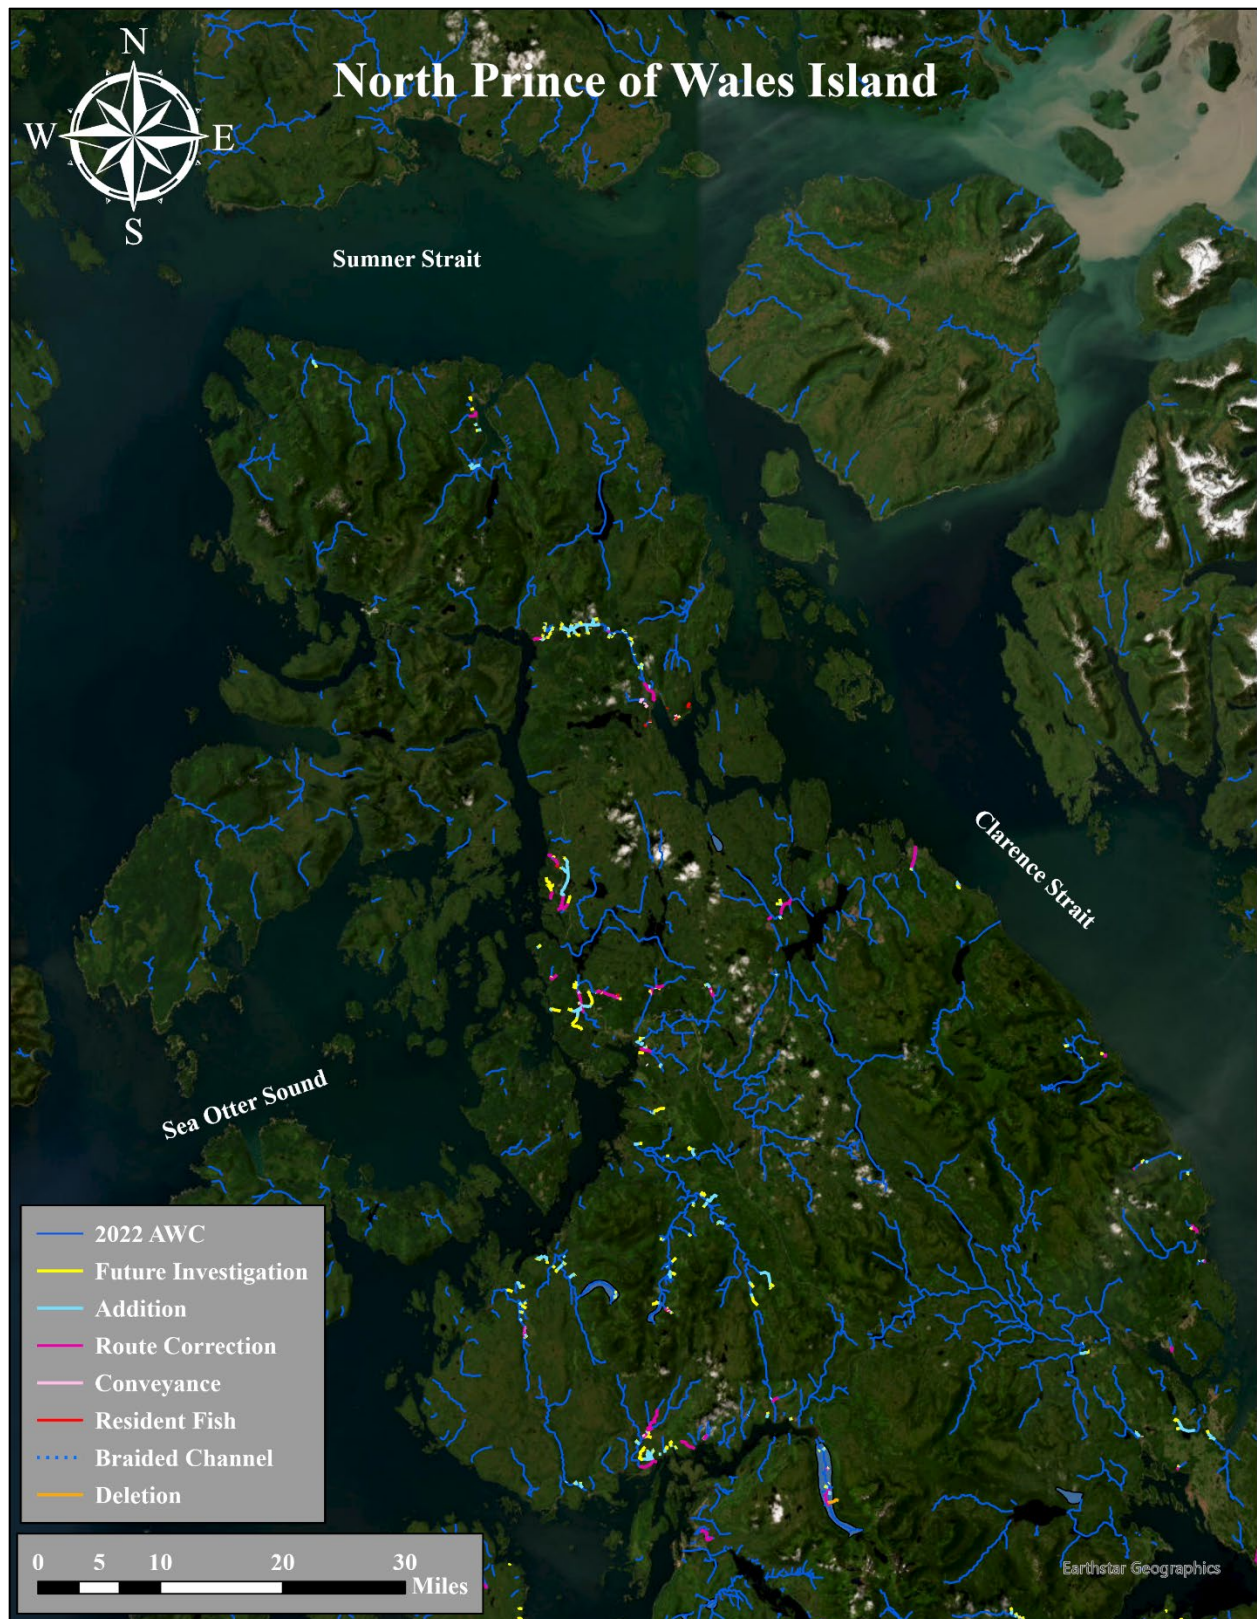 N
North Prince of Wales Island
W
E
S
Sumner Strait
Clarence Strait
Sea Otter Sound
2022 AWC
Future Investigation
Addition
Route Correction
Conveyance
Resident Fish
Braided Channel
Deletion
0 5 10 20 30
Miles
Earthstar Geographics